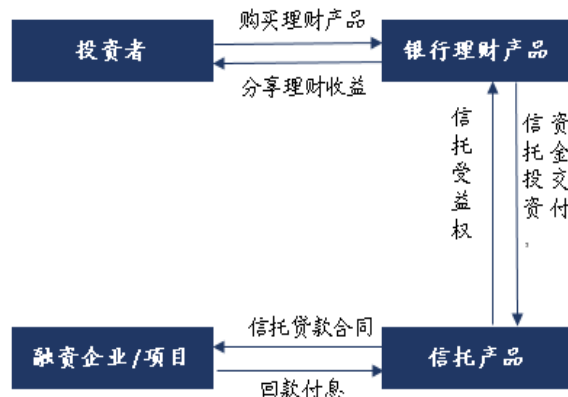 购买理财产品
投资者
银行理财产品
分享理财收益
信托受益权
信托投资,
资金交付
信托贷款合同
融资企业/项目
信托产品
回款付息